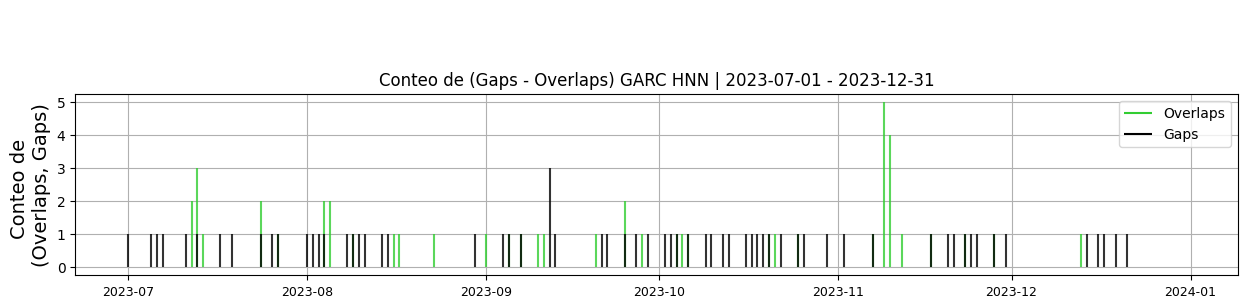 Conteo de (Gaps - Overlaps) GARC HNN | 2023-07-01 - 2023-12-31
Conteo de
(Overlaps, Gaps)
5
4
3
2
1
0
Overlaps
Gaps
2023-07
2023-08
2023-09
2023-10
2023-11
2023-12
2024-01